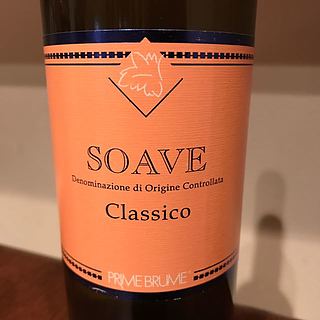 SOAVE
Denominazione di Origine Controllata
Classico
PRIME BRUME